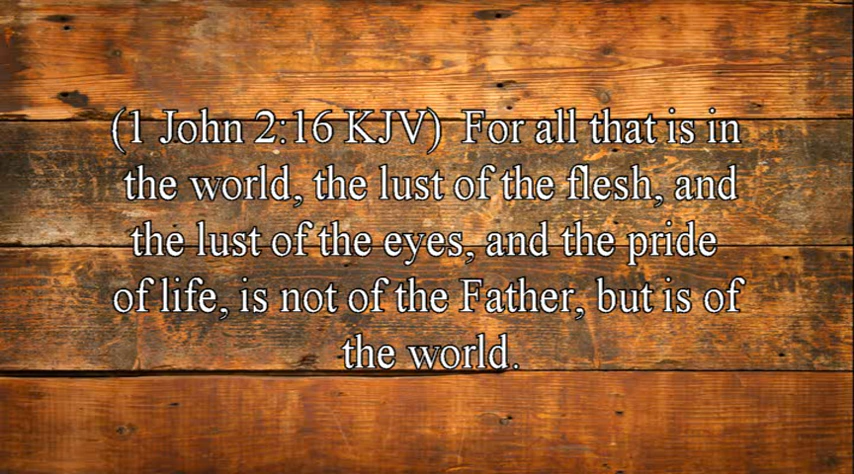 (1 John 2:16 KJV)  For all that is in
the world, the lust of the flesh, and
the lust of the eyes, and the pride
of life, is not of the Father, but is of
the world.